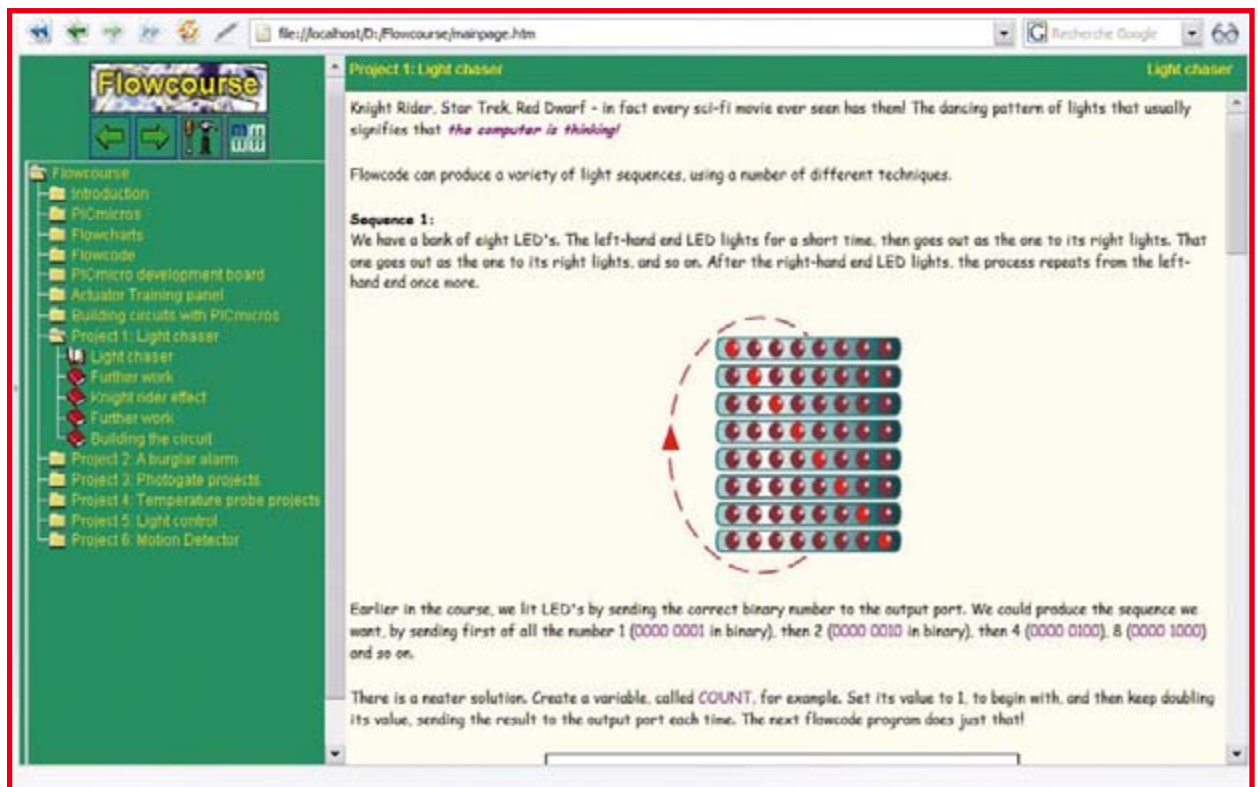 file://localhost/D:/Flowcourse/mainpage.htm
Recherche Google
Flowcourse
Flowcourse
Introduction
PICmicros
Flowcharts
Flowcode
PICmicro development board
Actuator Training panel
Building circuits with PICmicros
Project 1: Light chaser
Light chaser
Further work
Knight rider effect
Further work
Building the circuit
Project 2: A burglar alarm
Project 3: Photogate projects
Project 4: Temperature probe projects
Project 5: Light control
Project 6: Motion Detector
Project 1: Light chaser
Light chaser
Knight Rider, Star Trek, Red Dwarf - in fact every sci-fi movie ever seen has them! The dancing pattern of lights that usually
signifies that the computer is thinking!
Flowcode can produce a variety of light sequences, using a number of different techniques.
Sequence 1:
We have a bank of eight LED's. The left-hand end LED lights for a short time, then goes out as the one to its right lights. That
one goes out as the one to its right lights, and so on. After the right-hand end LED lights, the process repeats from the left-
hand end once more.
Earlier in the course, we lit LED's by sending the correct binary number to the output port. We could produce the sequence we
want, by sending first of all the number 1 (0000 0001 in binary), then 2 (0000 0010 in binary), then 4 (0000 0100), 8 (0000 1000)
and so on.
There is a neater solution. Create a variable, called COUNT, for example. Set its value to 1, to begin with, and then keep doubling
its value, sending the result to the output port each time. The next flowcode program does just that!